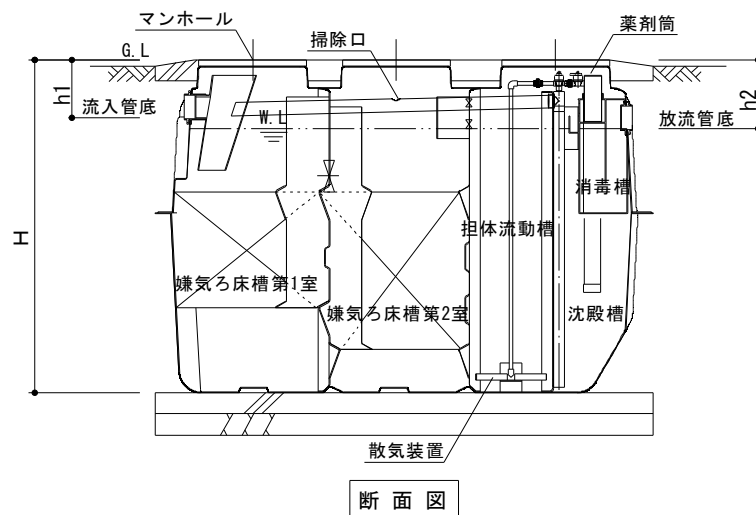 マンホール
薬剤筒
G.L
掃除口
h1
h2
流入管底
W.L
放流管底
消毒槽
担体流動槽
H
嫌気ろ床槽第1室
嫌気ろ床槽第2室
沈殿槽
散気装置
断面図